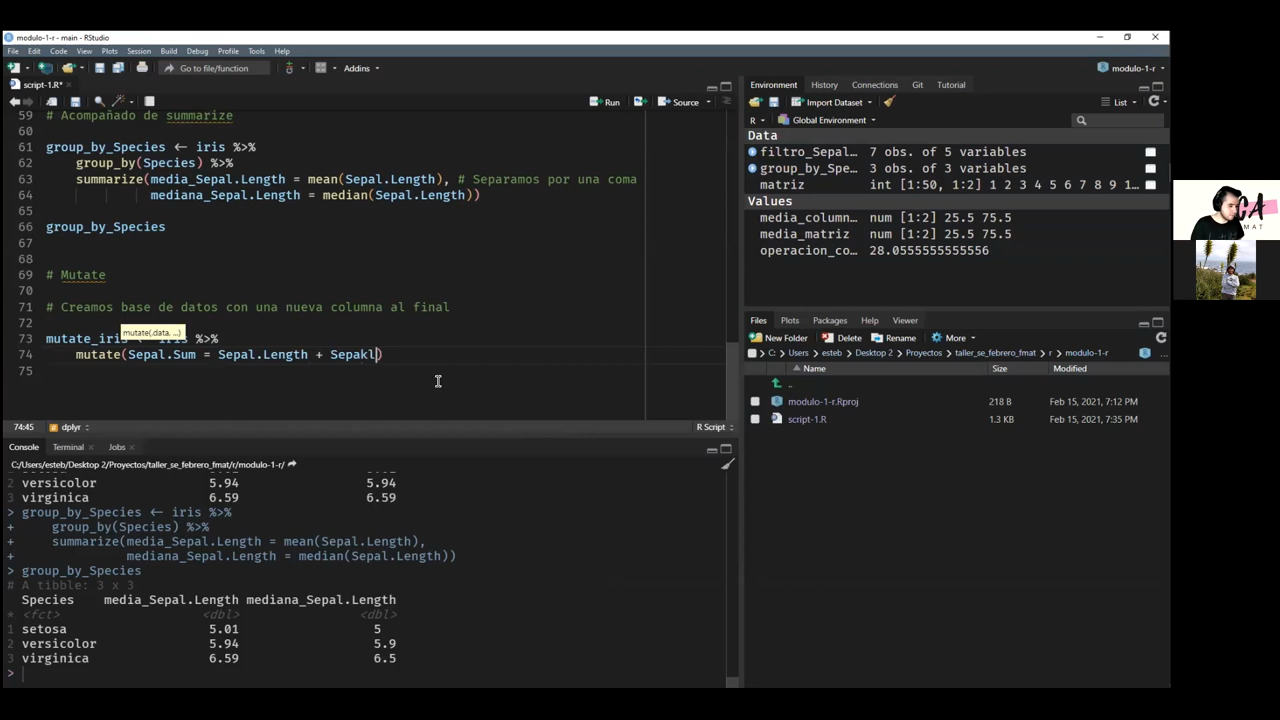 modulo-1-r - main - RStudio
File Edit Code View Plots Session Build Debug Profile Tools Help
Go to file/function Addins modulo-1-r
script-1.R*
Run Source
59 # Acompañado de summarize
60
61 group_by_Species ← iris %>%
62 group_by(Species) %>%
63 summarize(media_Sepal.Length = mean(Sepal.Length), # Separamos por una coma
64 mediana_Sepal.Length = median(Sepal.Length))
65
66 group_by_Species
67
68
69 # Mutate
70
71 # Creamos base de datos con una nueva columna al final
72
mutate(.data, ...)
73 mutate_iris ← iris %>%
74 mutate(Sepal.Sum = Sepal.Length + Sepakl)
75
74:45 dplyr R Script
Console Terminal Jobs
C:/Users/esteb/Desktop 2/Proyectos/taller_se_febrero_fmat/r/modulo-1-r/
2 versicolor 5.94 5.94
3 virginica 6.59 6.59
> group_by_Species ← iris %>%
+ group_by(Species) %>%
+ summarize(media_Sepal.Length = mean(Sepal.Length),
+ mediana_Sepal.Length = median(Sepal.Length))
> group_by_Species
# A tibble: 3 x 3
Species media_Sepal.Length mediana_Sepal.Length
* <fct> <dbl> <dbl>
1 setosa 5.01 5
2 versicolor 5.94 5.9
3 virginica 6.59 6.5
>
Environment History Connections Git Tutorial
Import Dataset List
R Global Environment
Data
filtro_Sepal… 7 obs. of 5 variables
group_by_Spe… 3 obs. of 3 variables
matriz int [1:50, 1:2] 1 2 3 4 5 6 7 8 9 1…
Values
media_column… num [1:2] 25.5 75.5
media_matriz num [1:2] 25.5 75.5
operacion_co… 28.0555555555556
Files Plots Packages Help Viewer
New Folder Delete Rename More
C: Users esteb Desktop 2 Proyectos taller_se_febrero_fmat r modulo-1-r ...
Name Size Modified
..
modulo-1-r.Rproj 218 B Feb 15, 2021, 7:12 PM
script-1.R 1.3 KB Feb 15, 2021, 7:35 PM
CA
MAT